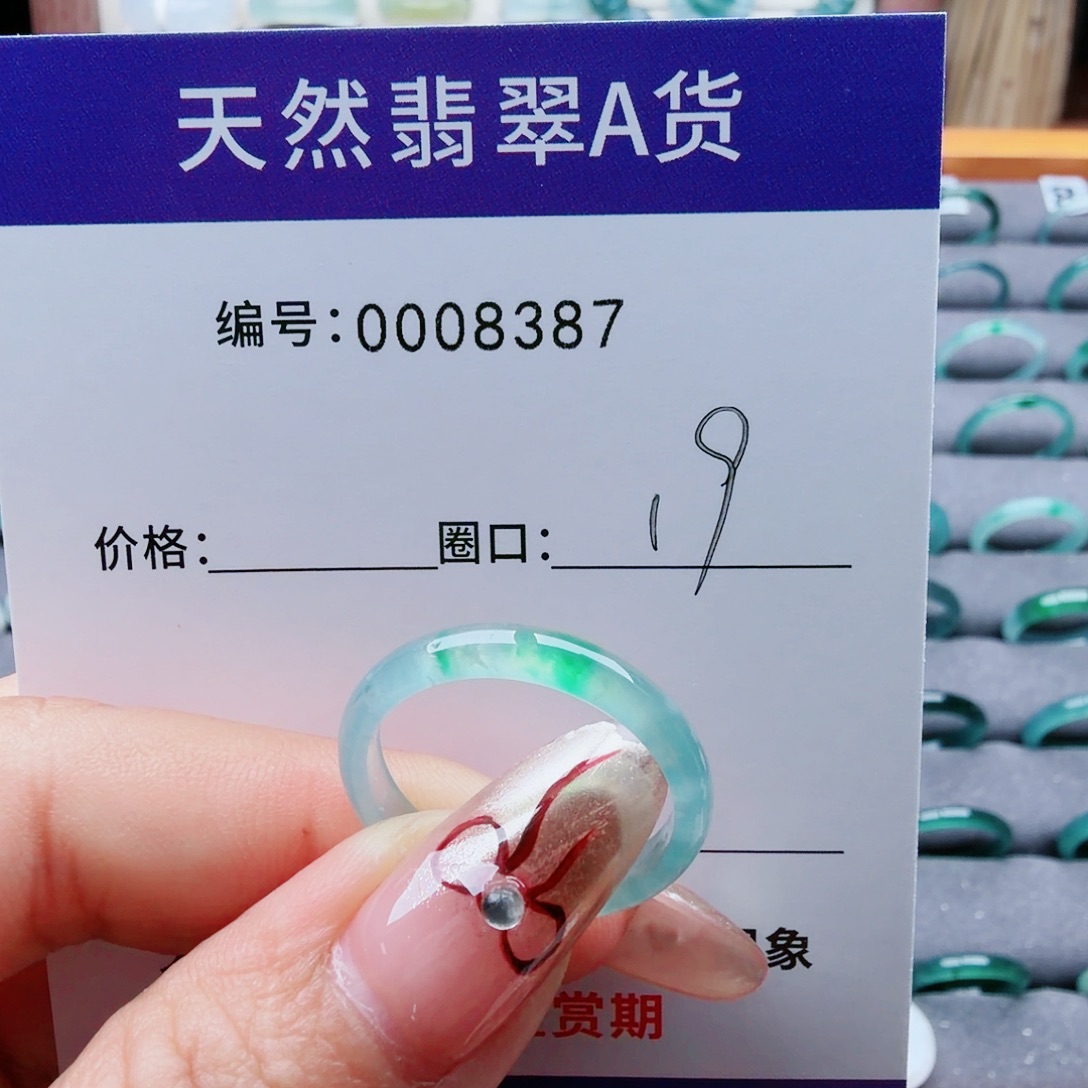 天然翡翠A货
编号:0008387
价格: 圈口: 19
象
赏期